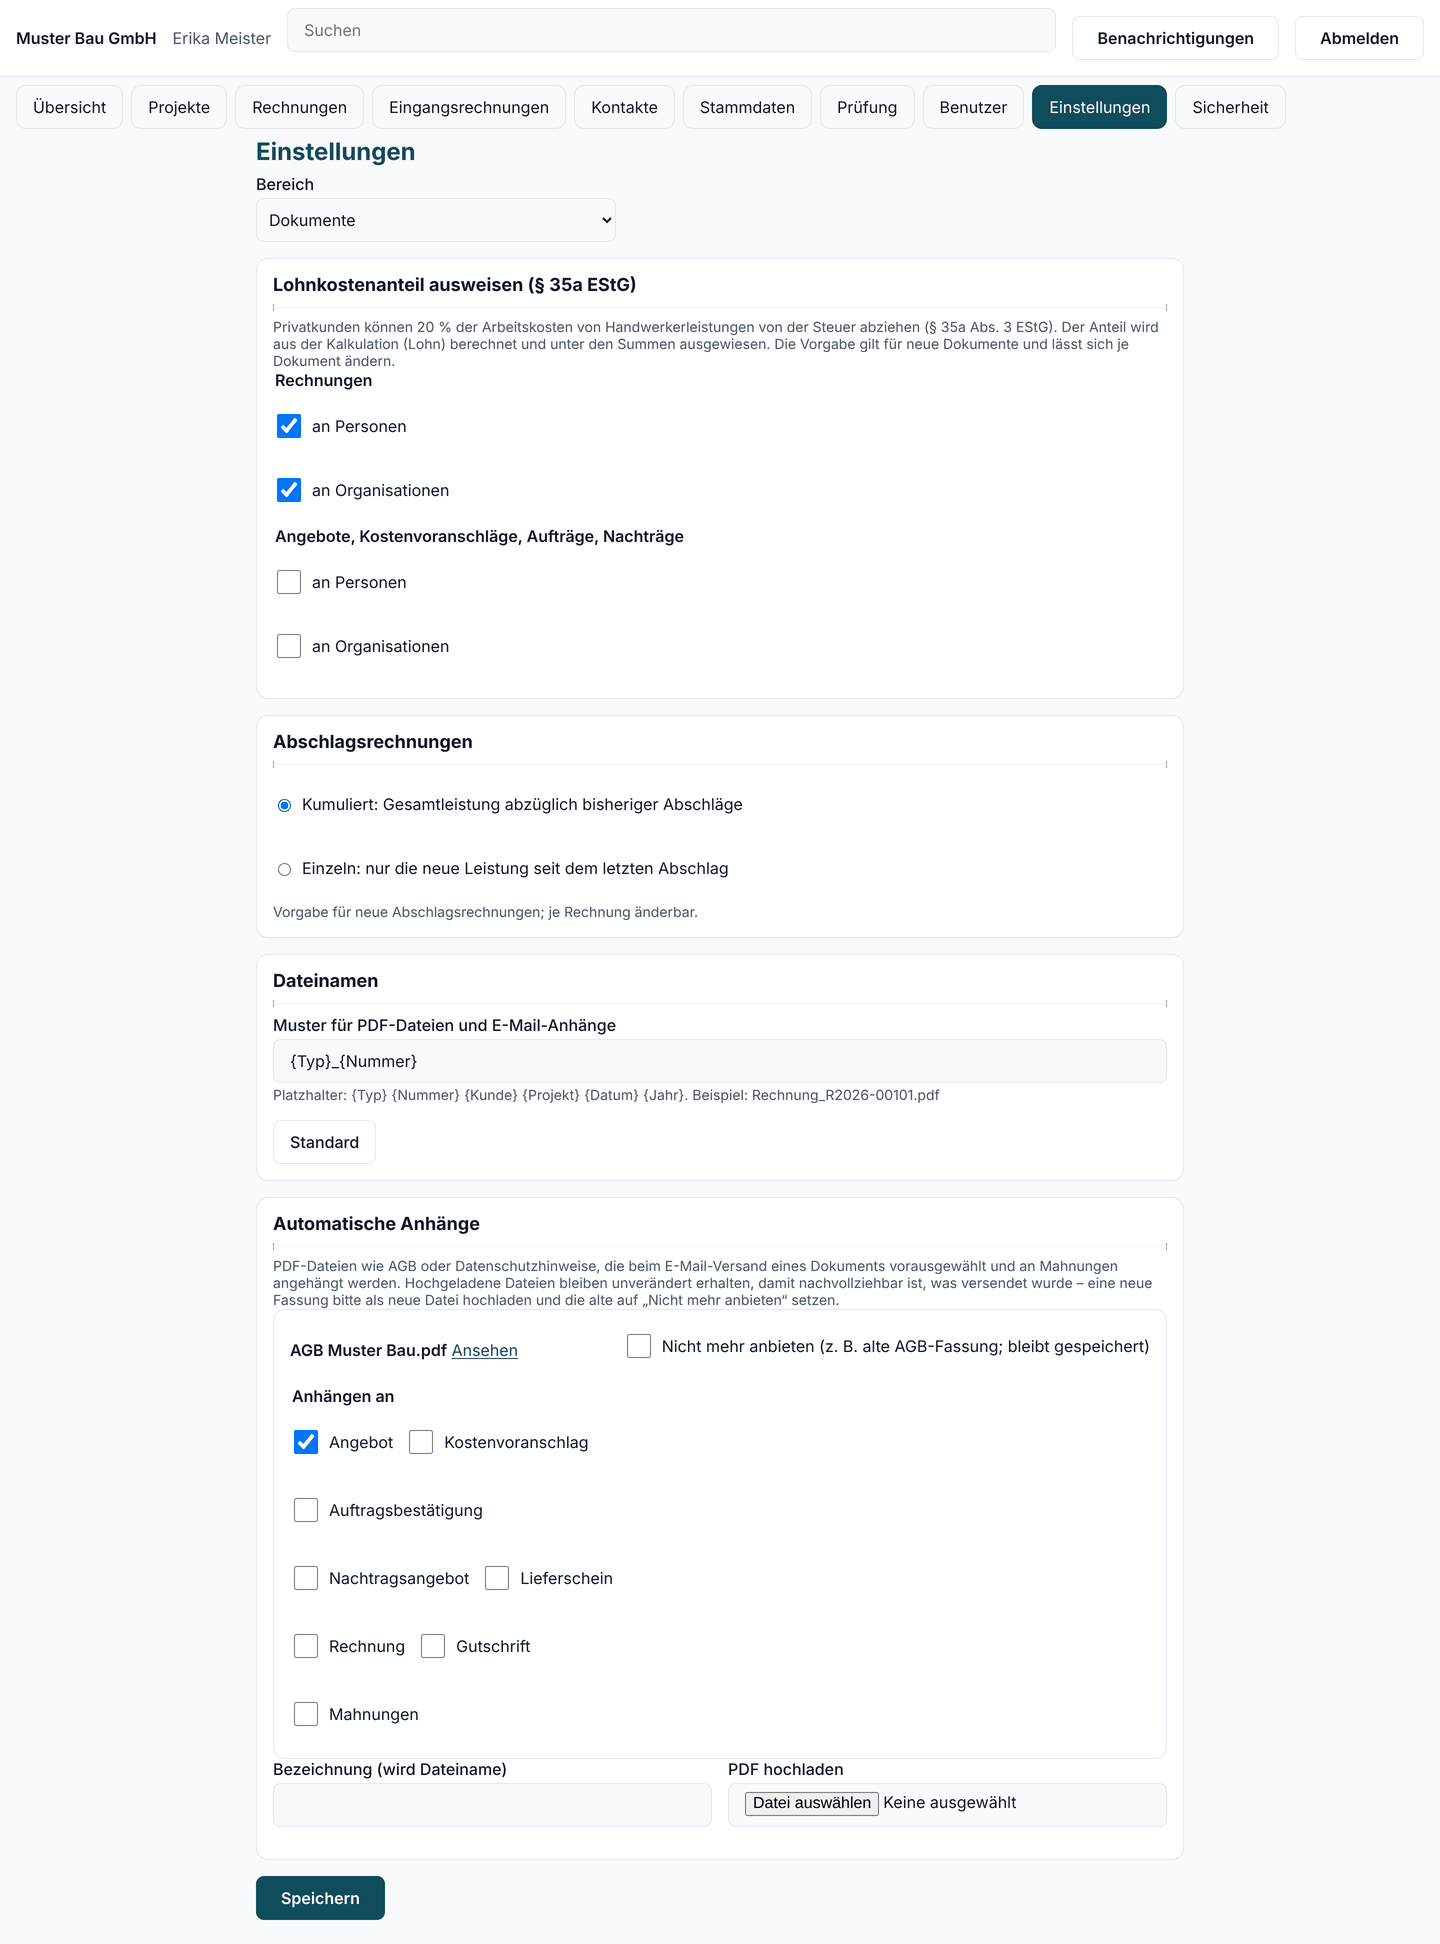 Muster Bau GmbH Erika Meister Suchen Benachrichtigungen Abmelden
Übersicht Projekte Rechnungen Eingangsrechnungen Kontakte Stammdaten Prüfung Benutzer Einstellungen Sicherheit
Einstellungen
Bereich
Dokumente
Lohnkostenanteil ausweisen (§ 35a EStG)
Privatkunden können 20 % der Arbeitskosten von Handwerkerleistungen von der Steuer abziehen (§ 35a Abs. 3 EStG). Der Anteil wird
aus der Kalkulation (Lohn) berechnet und unter den Summen ausgewiesen. Die Vorgabe gilt für neue Dokumente und lässt sich je
Dokument ändern.
Rechnungen
an Personen
an Organisationen
Angebote, Kostenvoranschläge, Aufträge, Nachträge
an Personen
an Organisationen
Abschlagsrechnungen
Kumuliert: Gesamtleistung abzüglich bisheriger Abschläge
Einzeln: nur die neue Leistung seit dem letzten Abschlag
Vorgabe für neue Abschlagsrechnungen; je Rechnung änderbar.
Dateinamen
Muster für PDF-Dateien und E-Mail-Anhänge
{Typ}_{Nummer}
Platzhalter: {Typ} {Nummer} {Kunde} {Projekt} {Datum} {Jahr}. Beispiel: Rechnung_R2026-00101.pdf
Standard
Automatische Anhänge
PDF-Dateien wie AGB oder Datenschutzhinweise, die beim E-Mail-Versand eines Dokuments vorausgewählt und an Mahnungen
angehängt werden. Hochgeladene Dateien bleiben unverändert erhalten, damit nachvollziehbar ist, was versendet wurde – eine neue
Fassung bitte als neue Datei hochladen und die alte auf „Nicht mehr anbieten“ setzen.
AGB Muster Bau.pdf Ansehen Nicht mehr anbieten (z. B. alte AGB-Fassung; bleibt gespeichert)
Anhängen an
Angebot Kostenvoranschlag
Auftragsbestätigung
Nachtragsangebot Lieferschein
Rechnung Gutschrift
Mahnungen
Bezeichnung (wird Dateiname) PDF hochladen
Datei auswählen Keine ausgewählt
Speichern